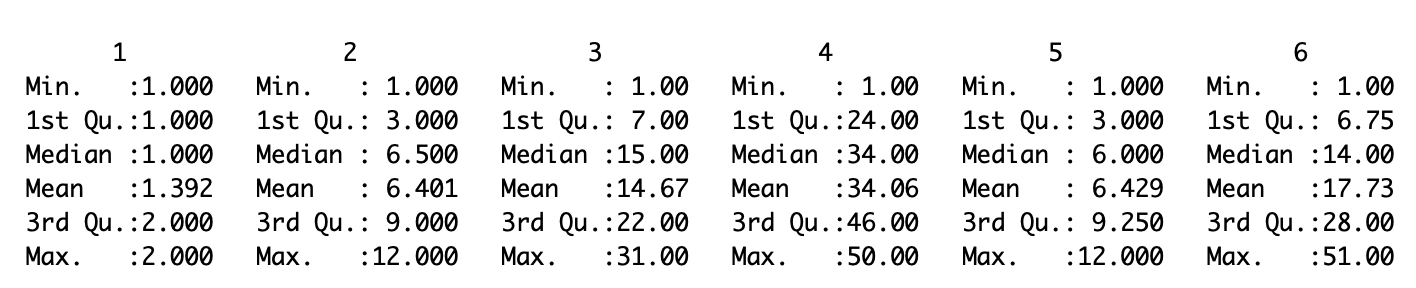 1 2 3 4 5 6
Min.   :1.000   Min.   : 1.000   Min.   : 1.00   Min.   : 1.00   Min.   : 1.000   Min.   : 1.00
1st Qu.:1.000   1st Qu.: 3.000   1st Qu.: 7.00   1st Qu.:24.00   1st Qu.: 3.000   1st Qu.: 6.75
Median :1.000   Median : 6.500   Median :15.00   Median :34.00   Median : 6.000   Median :14.00
Mean   :1.392   Mean   : 6.401   Mean   :14.67   Mean   :34.06   Mean   : 6.429   Mean   :17.73
3rd Qu.:2.000   3rd Qu.: 9.000   3rd Qu.:22.00   3rd Qu.:46.00   3rd Qu.: 9.250   3rd Qu.:28.00
Max.   :2.000   Max.   :12.000   Max.   :31.00   Max.   :50.00   Max.   :12.000   Max.   :51.00